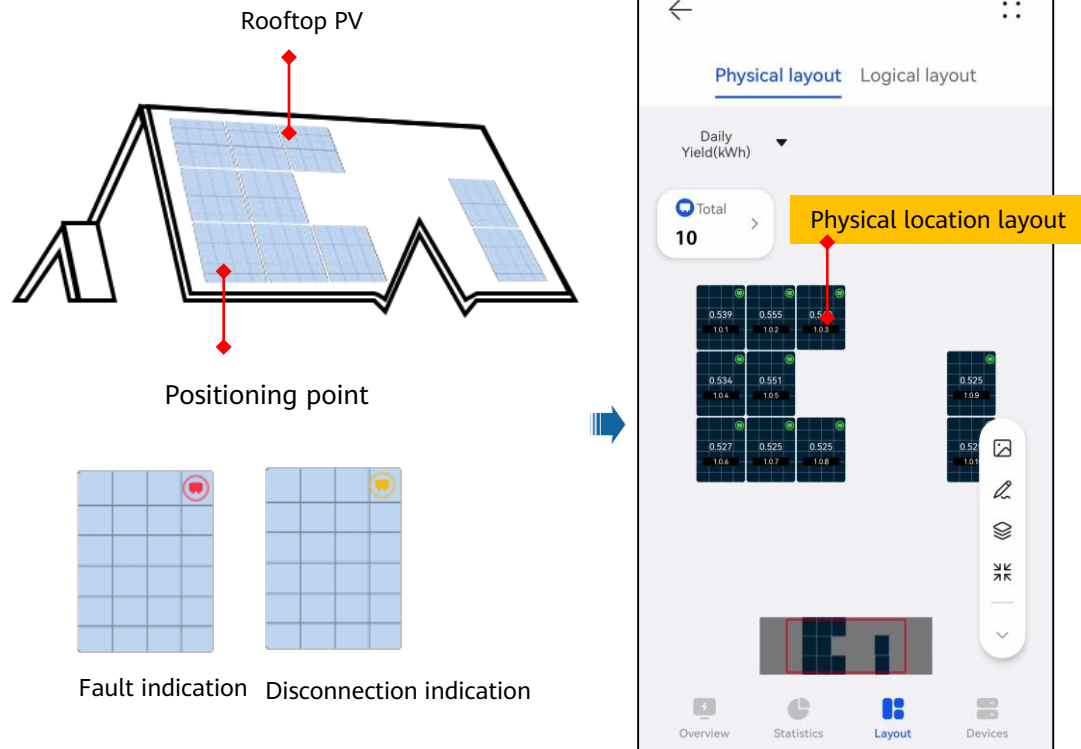 Rooftop PV
Positioning point
Fault indication
Disconnection indication
Physical layout
Logical layout
Daily
Yield(kWh)
Total
10
Physical location layout
0.539
0.555
1.0.1
1.0.2
1.0.3
0.534
0.551
0.525
1.0.4
1.0.5
1.0.9
0.527
0.525
0.525
1.0.6
1.0.7
1.0.8
Overview
Statistics
Layout
Devices